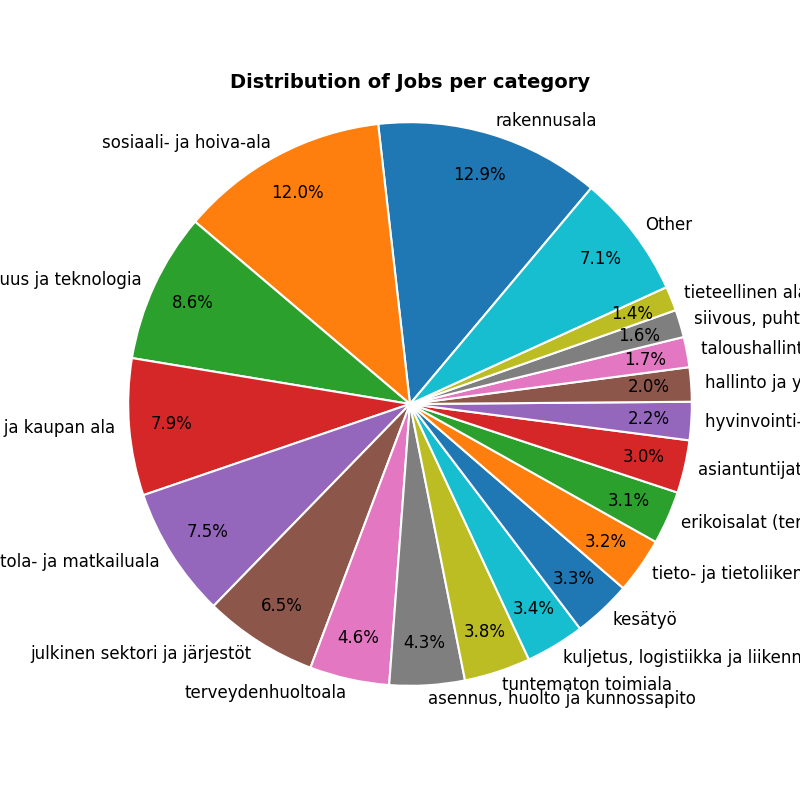 Distribution of Jobs per category
rakennusala
12.9%
sosiaali- ja hoiva-ala
12.0%
uus ja teknologia
8.6%
ja kaupan ala
7.9%
tola- ja matkailuala
7.5%
julkinen sektori ja järjestöt
6.5%
terveydenhuoltoala
4.6%
asennus, huolto ja kunnossapito
4.3%
tuntematon toimiala
3.8%
kuljetus, logistiikka ja liikenn
3.4%
kesätyö
3.3%
tieto- ja tietoliiken
3.2%
erikoisalat (ter
3.1%
asiantuntijat
3.0%
hyvinvointi-
2.2%
hallinto ja y
2.0%
taloushallint
1.7%
siivous, puht
1.6%
tieteellinen ala
1.4%
Other
7.1%